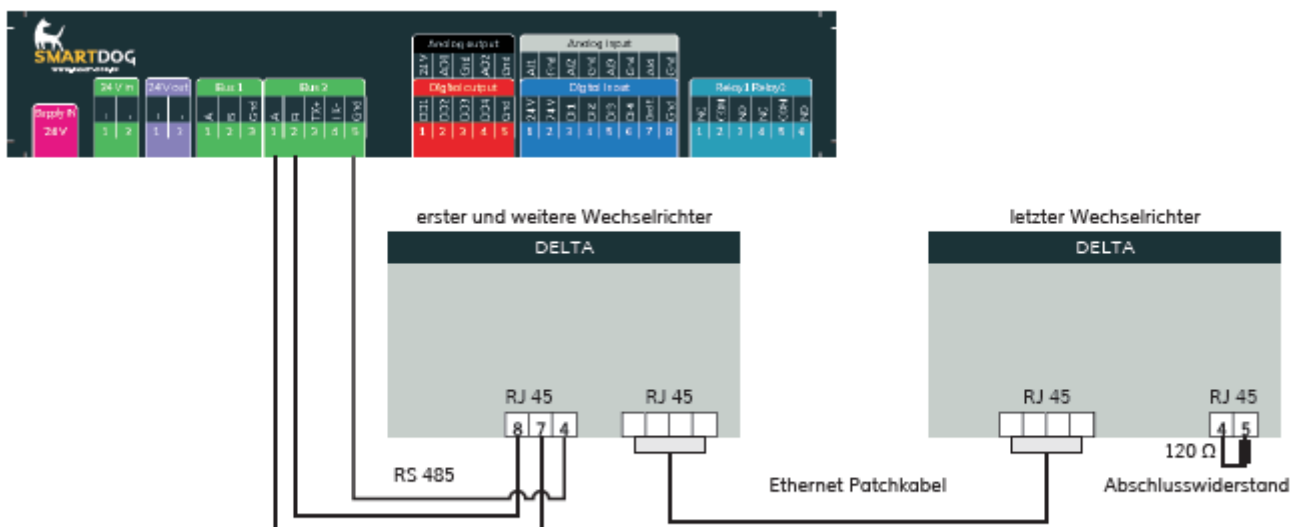 SMARTDOG
Analog output
Analog input
24V AO1 Gnd AO2 Gnd
AI1 Gnd AI2 Gnd AI3 Gnd AI4 Gnd
24V in
24V out
Bus 1
Bus 2
Digital output
Digital input
Relay1 Relay2
Supply IN
24V
A B Gnd
A B TX+ TX- Gnd
DO1 DO2 DO3 DO4 Gnd
24V 24V DI1 DI2 DI3 DI4 Gnd
NC COM NO NC COM NO
1 2
1 2
1 2 3
1 2 3 4 5
1 2 3 4 5
1 2 3 4 5 6 7 8
1 2 3 4 5 6
erster und weitere Wechselrichter
letzter Wechselrichter
DELTA
DELTA
RJ 45
RJ 45
RJ 45
RJ 45
8 7 4
4 5
120 Ω
RS 485
Ethernet Patchkabel
Abschlusswiderstand